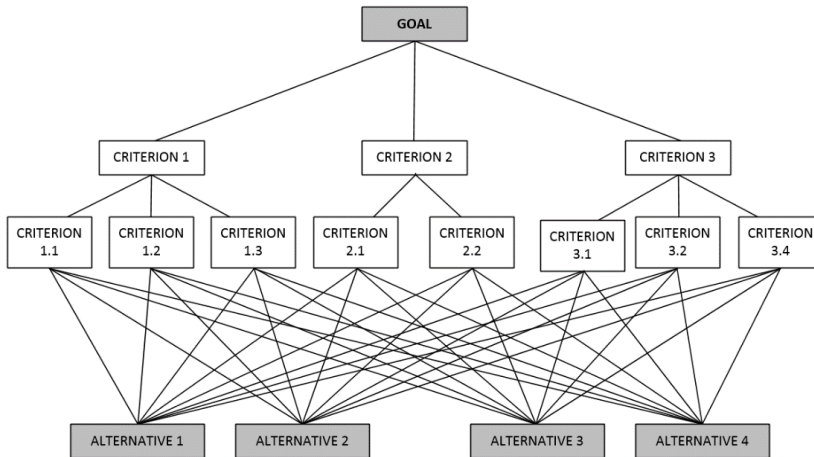 GOAL
CRITERION 1
CRITERION 2
CRITERION 3
CRITERION
1.1
CRITERION
1.2
CRITERION
1.3
CRITERION
2.1
CRITERION
2.2
CRITERION
3.1
CRITERION
3.2
CRITERION
3.4
ALTERNATIVE 1
ALTERNATIVE 2
ALTERNATIVE 3
ALTERNATIVE 4